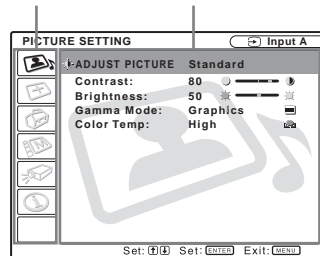 PICTURE SETTING Input A
ADJUST PICTURE Standard
Contrast: 80
Brightness: 50
Gamma Mode: Graphics
Color Temp: High
Set: Set: ENTER Exit: MENU